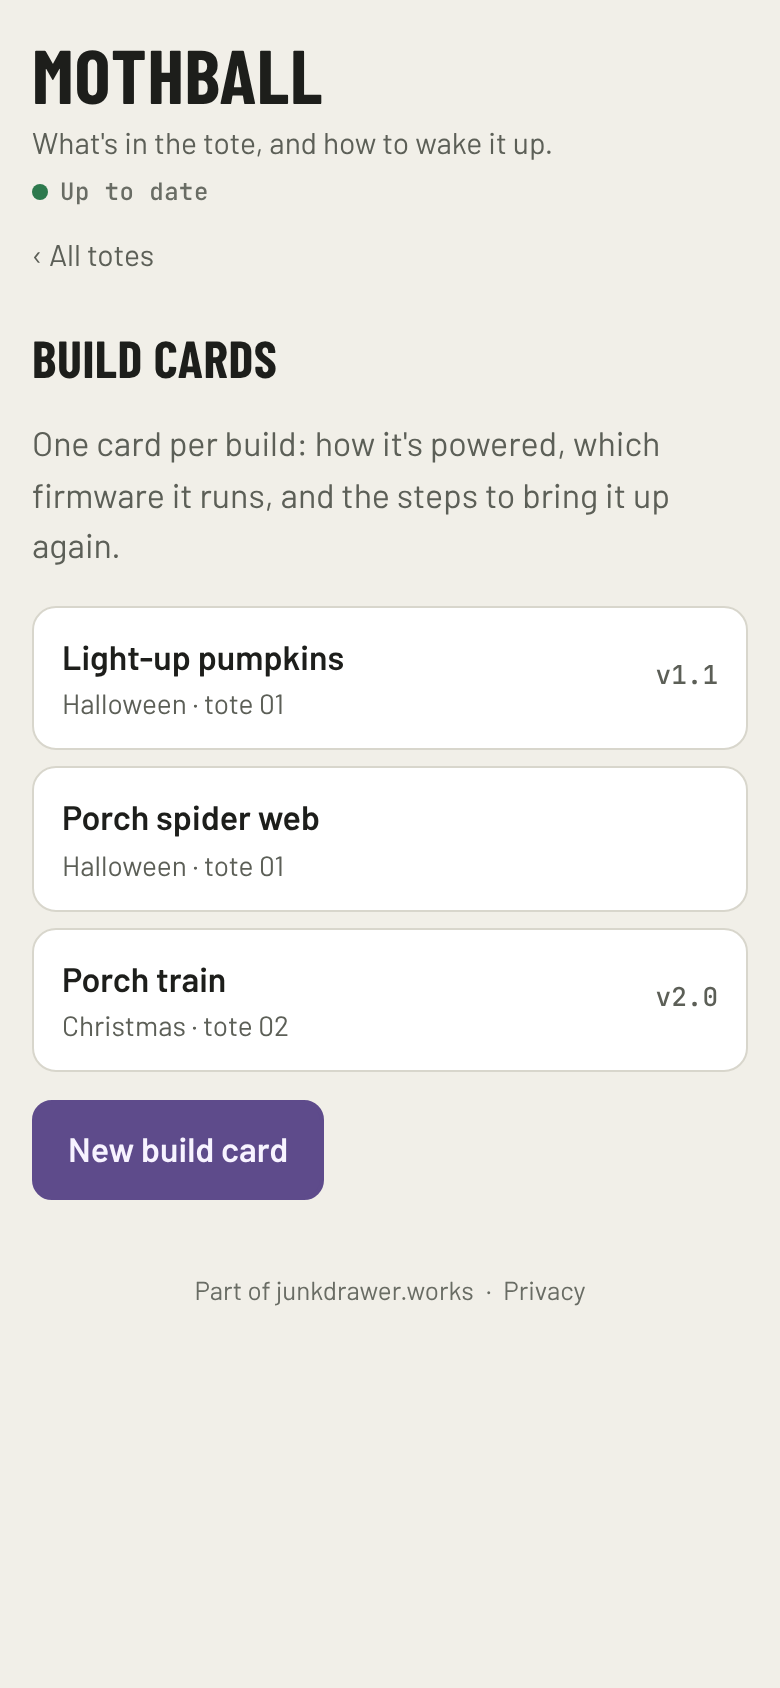 MOTHBALL
What's in the tote, and how to wake it up.
Up to date
‹ All totes
BUILD CARDS
One card per build: how it's powered, which
firmware it runs, and the steps to bring it up
again.
Light-up pumpkins
Halloween · tote 01
v1.1
Porch spider web
Halloween · tote 01
Porch train
Christmas · tote 02
v2.0
New build card
Part of junkdrawer.works · Privacy